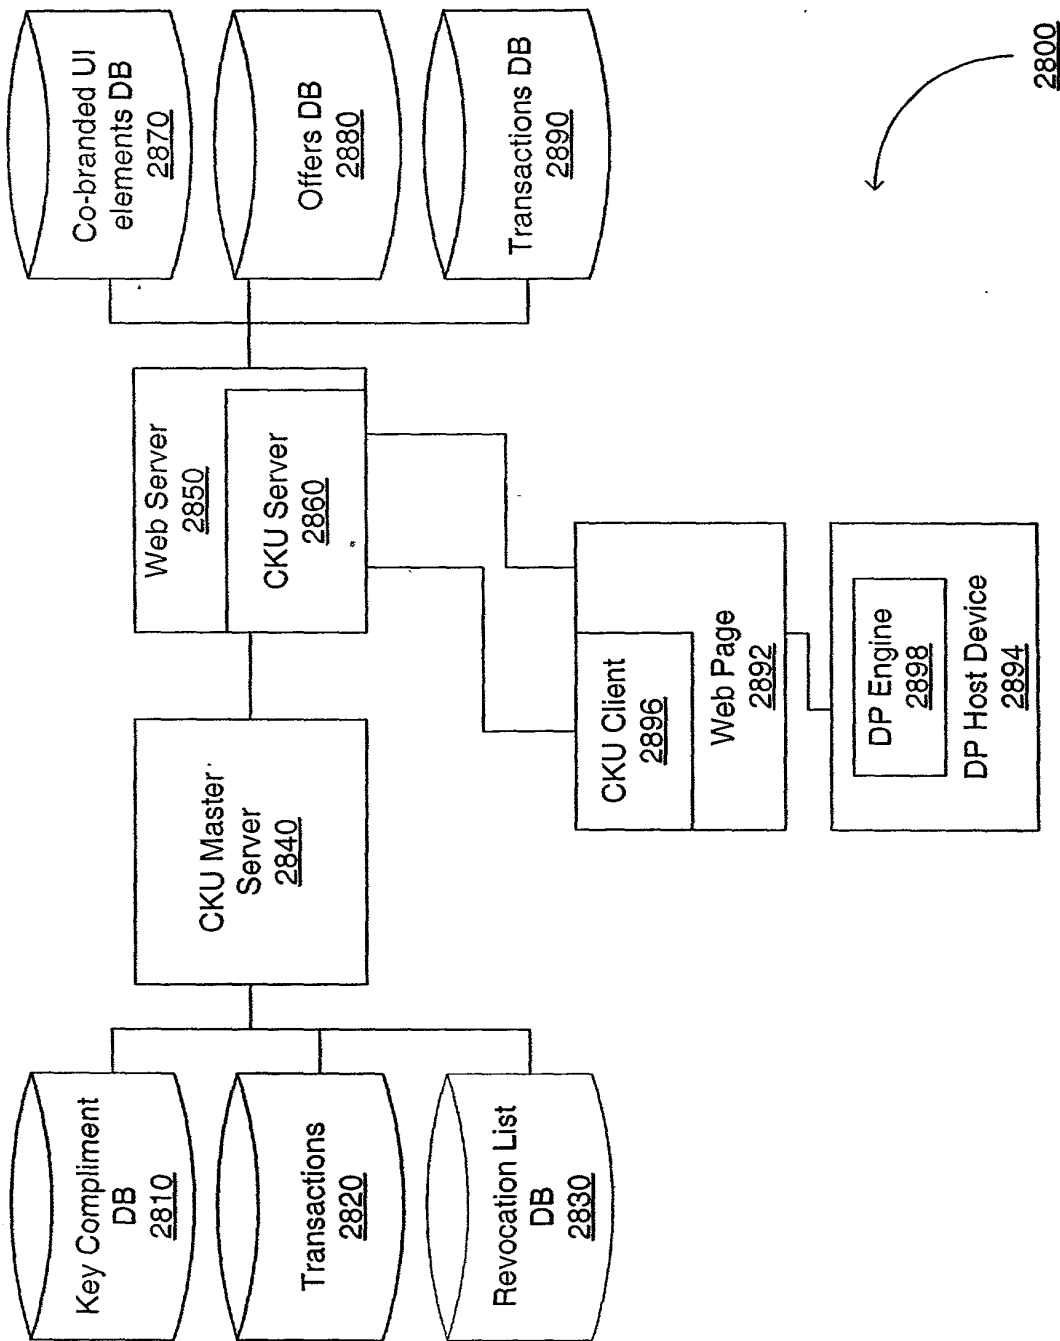 Key Compliment
DB
2810
Transactions
2820
Revocation List
DB
2830
CKU Master
Server
2840
Web Server
2850
CKU Server
2860
Co-branded UI
elements DB
2870
Offers DB
2880
Transactions DB
2890
CKU Client
2896
Web Page
2892
DP Engine
2898
DP Host Device
2894
2800